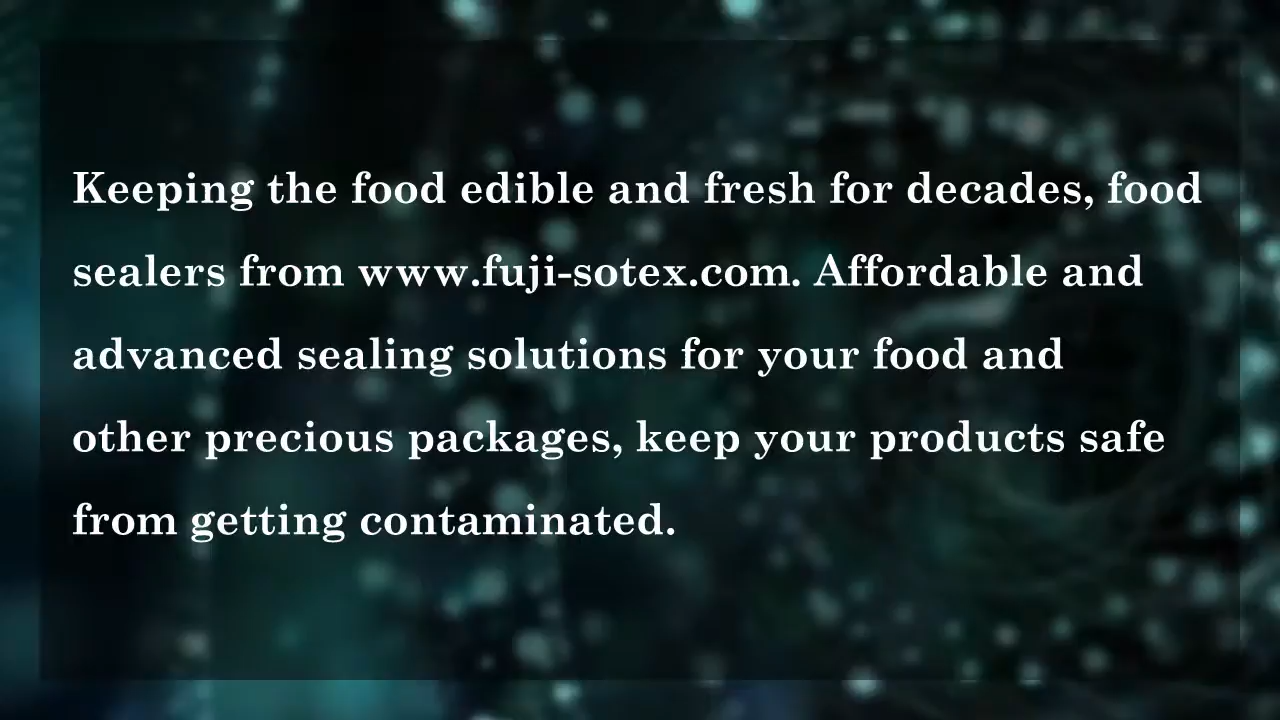 Keeping the food edible and fresh for decades, food
sealers from www.fuji-sotex.com. Affordable and
advanced sealing solutions for your food and
other precious packages, keep your products safe
from getting contaminated.